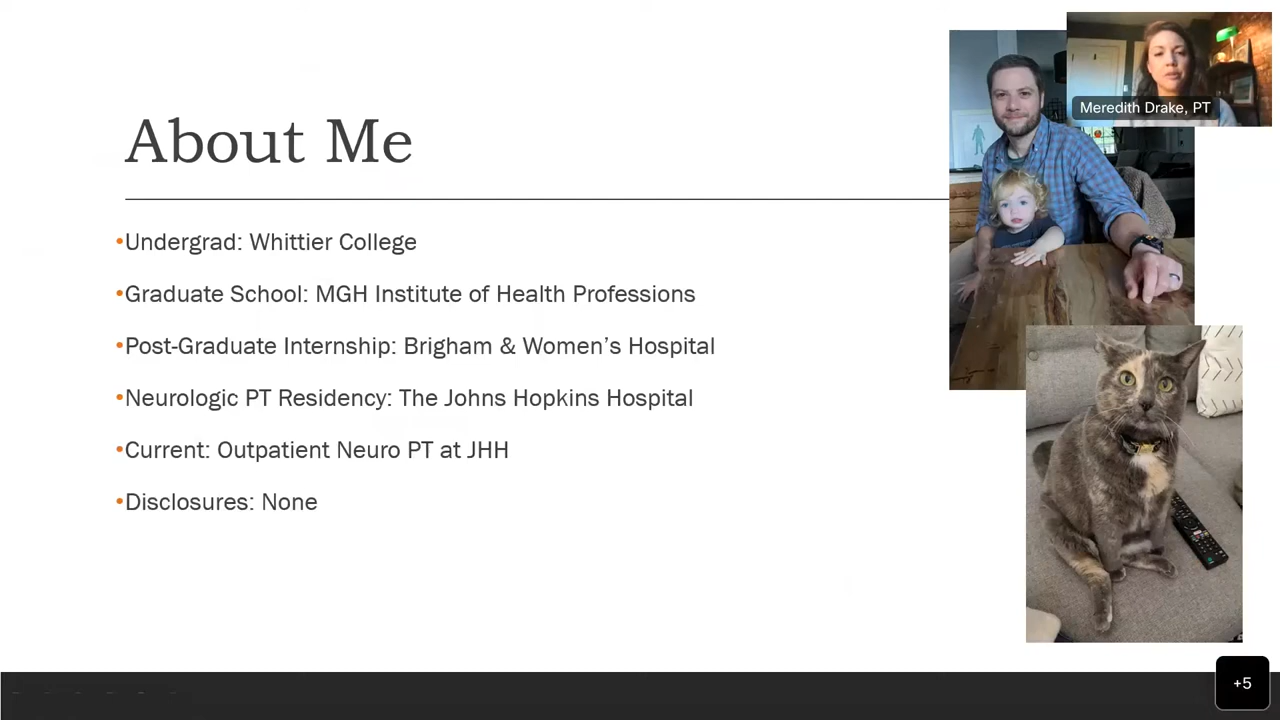 Meredith Drake, PT
About Me
•Undergrad: Whittier College
•Graduate School: MGH Institute of Health Professions
•Post-Graduate Internship: Brigham & Women’s Hospital
•Neurologic PT Residency: The Johns Hopkins Hospital
•Current: Outpatient Neuro PT at JHH
•Disclosures: None
+5